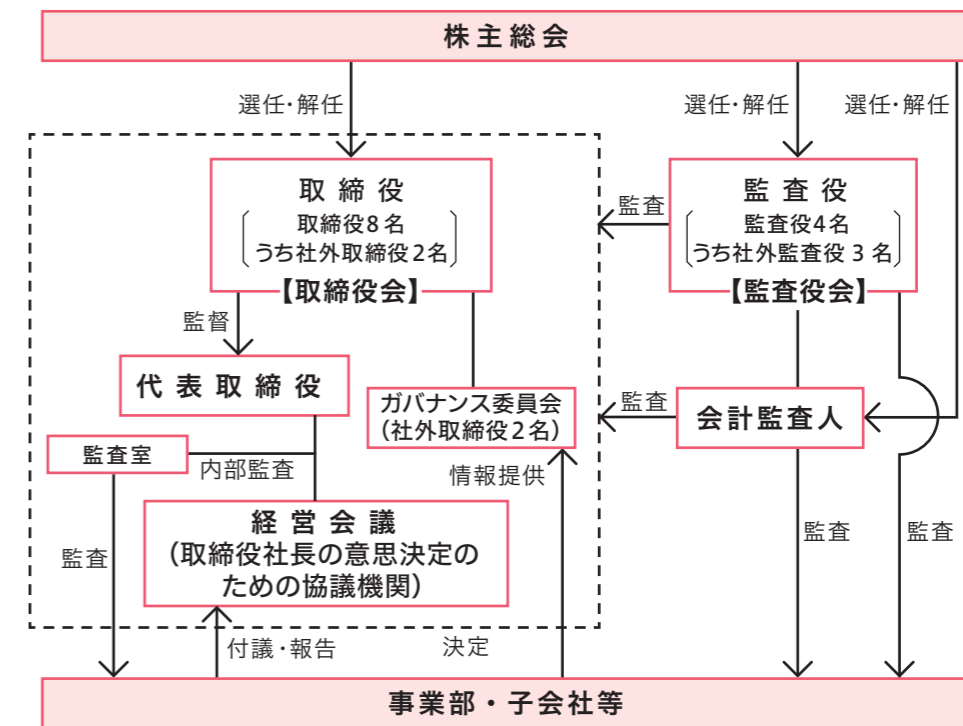 株主総会
選任・解任
選任・解任
選任・解任
取締役
取締役8名
うち社外取締役2名
【取締役会】
監査
監査役
監査役4名
うち社外監査役3名
【監査役会】
監督
代表取締役
ガバナンス委員会
（社外取締役2名）
監査
会計監査人
監査室
内部監査
情報提供
経営会議
（取締役社長の意思決定の
ための協議機関）
監査
監査
監査
付議・報告
決定
事業部・子会社等